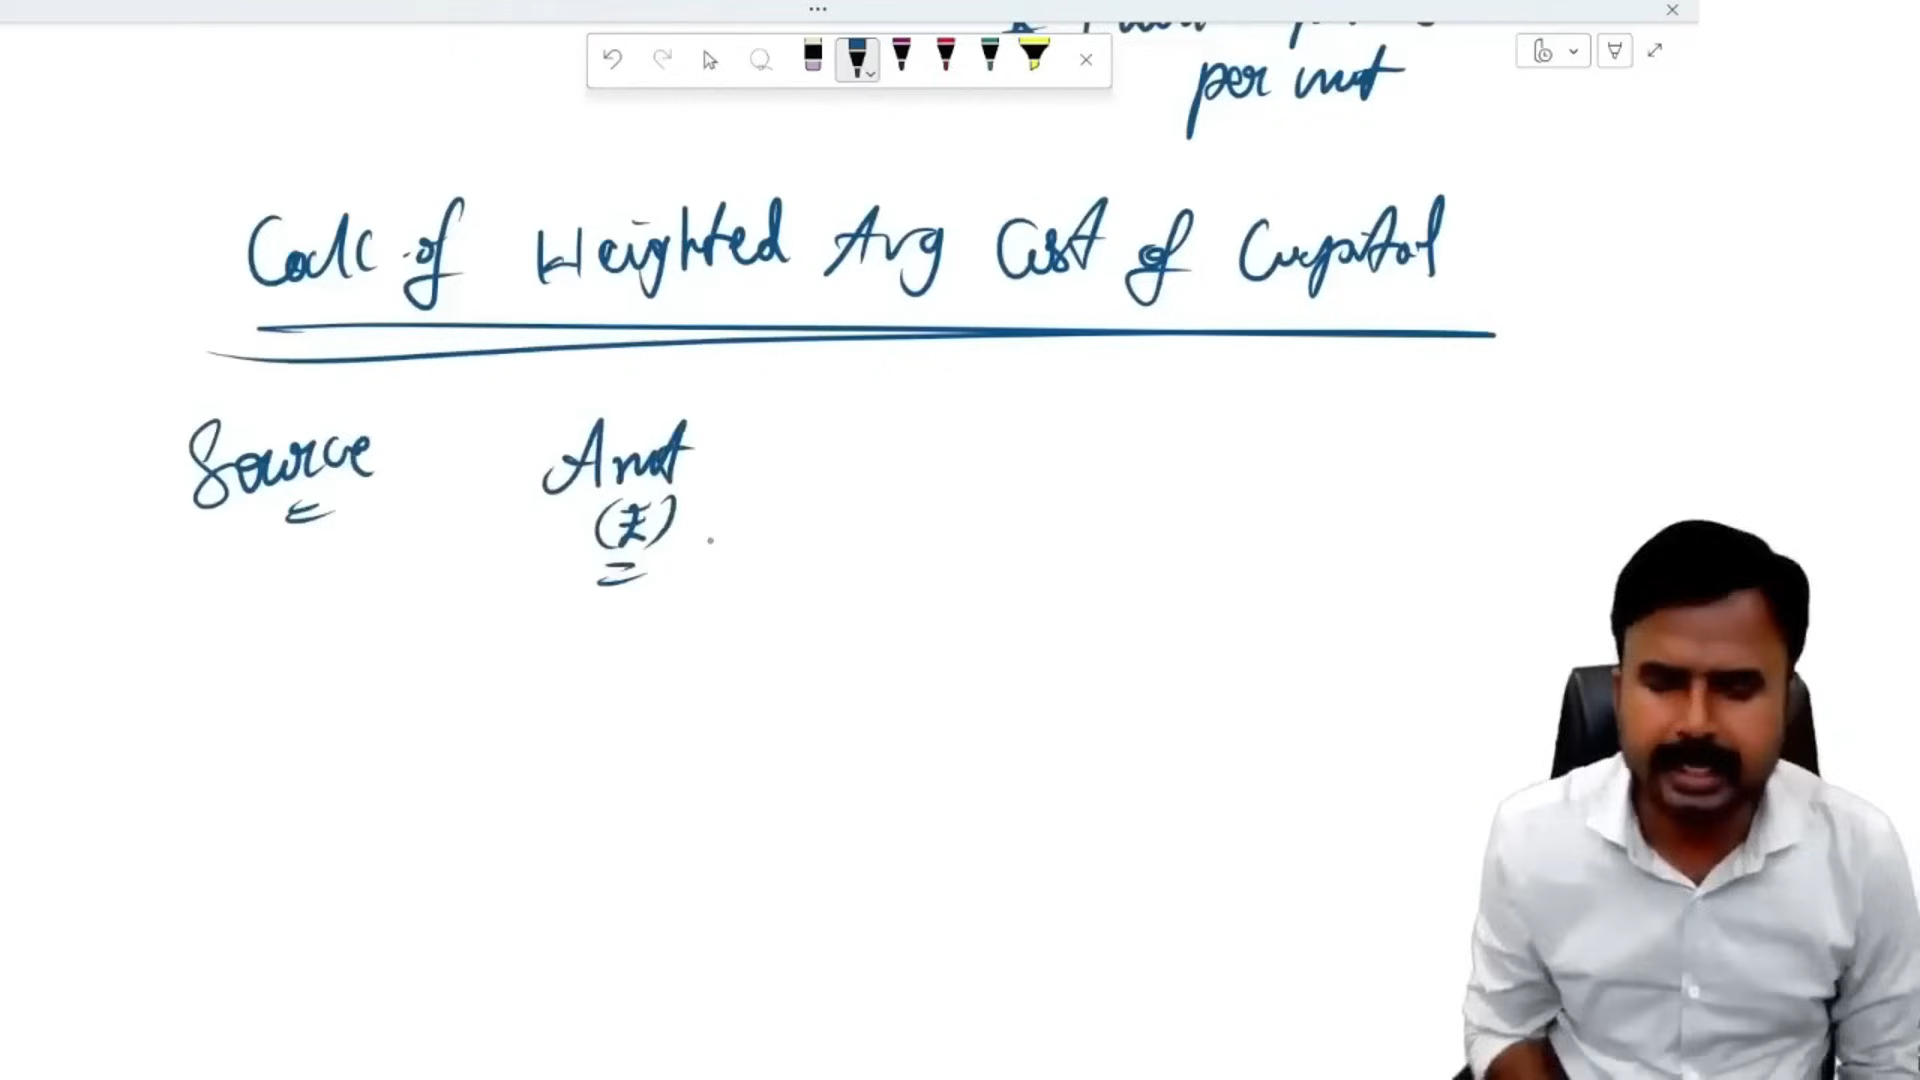 per unit
Calc of Weighted Avg Cost of Capital
Source Amt
(₹)